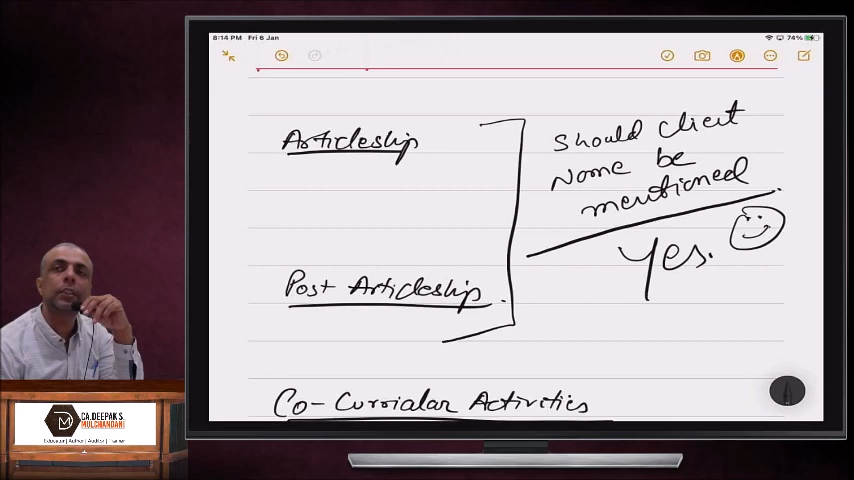 8:14 PM Fri 6 Jan
74%
Articleship
Should client
Name be
mentioned
Yes.
Post Articleship.
Co-Curricular Activities
CA.DEEPAK S.
MULCHANDANI
Educator | Author | Auditor | Trainer
DM